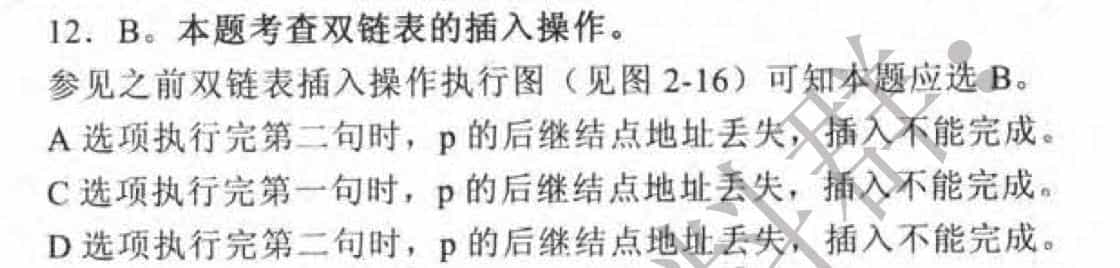 12. B。本题考查双链表的插入操作。
参见之前双链表插入操作执行图（见图 2-16）可知本题应选 B。
A 选项执行完第二句时，p 的后继结点地址丢失，插入不能完成。
C 选项执行完第一句时，p 的后继结点地址丢失，插入不能完成。
D 选项执行完第二句时，p 的后继结点地址丢失，插入不能完成。